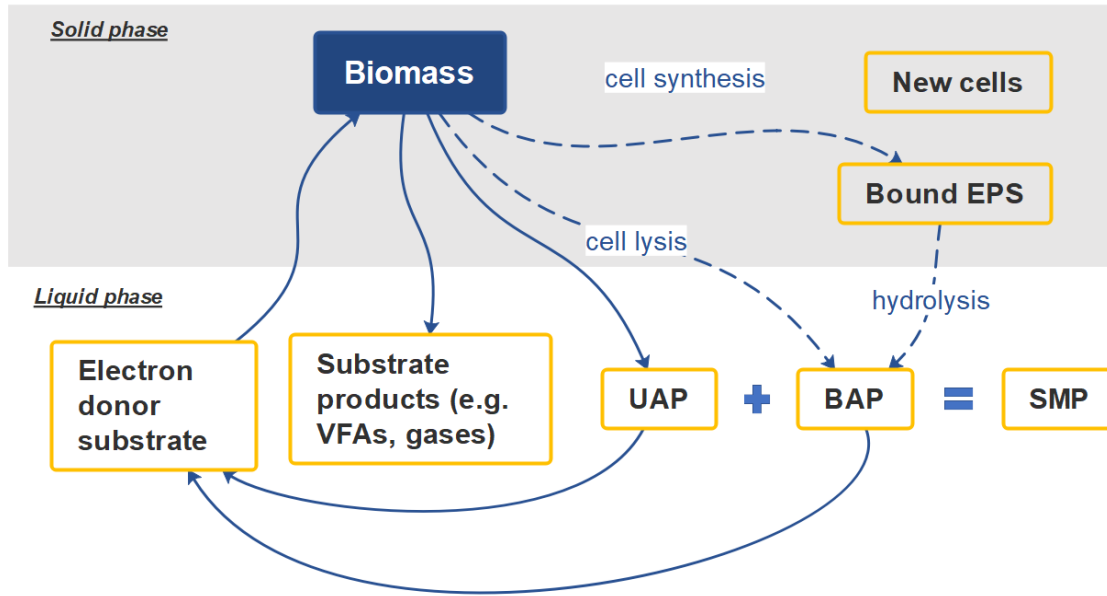 Solid phase
Biomass
cell synthesis
New cells
Bound EPS
cell lysis
Liquid phase
hydrolysis
Electron
donor
substrate
Substrate
products (e.g.
VFAs, gases)
UAP
+
BAP
=
SMP